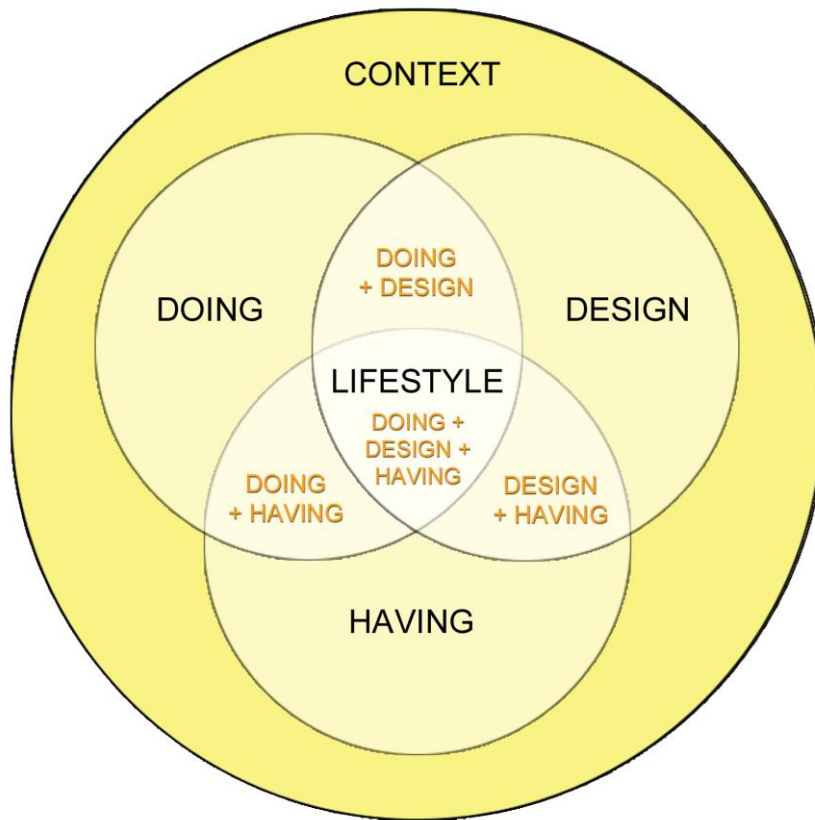 CONTEXT
DOING
+ DESIGN
DOING
DESIGN
LIFESTYLE
DOING +
DESIGN +
HAVING
DOING
+ HAVING
DESIGN
+ HAVING
HAVING